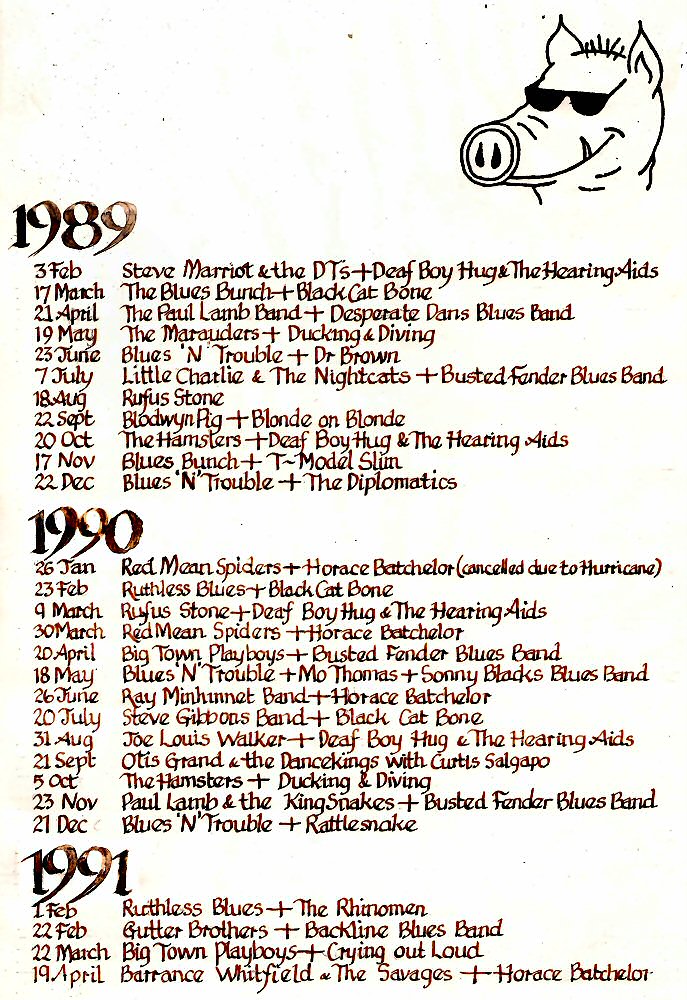 1989
3 Feb Steve Marriot & the DTs + Deaf Boy Hug & The Hearing Aids
17 March The Blues Bunch + Black Cat Bone
21 April The Paul Lamb Band + Desperate Dans Blues Band
19 May The Marauders + Ducking & Diving
23 June Blues 'N' Trouble + Dr Brown
7 July Little Charlie & The Nightcats + Busted Fender Blues Band
18 Aug Rufus Stone
22 Sept Blodwyn Pig + Blonde on Blonde
20 Oct The Hamsters + Deaf Boy Hug & The Hearing Aids
17 Nov Blues Bunch + T~Model Slim
22 Dec Blues 'N' Trouble + The Diplomatics
1990
26 Jan Red Mean Spiders + Horace Batchelor (cancelled due to Hurricane)
23 Feb Ruthless Blues + Black Cat Bone
9 March Rufus Stone + Deaf Boy Hug & The Hearing Aids
30 March Red Mean Spiders + Horace Batchelor
20 April Big Town Playboys + Busted Fender Blues Band
18 May Blues 'N' Trouble + Mo Thomas + Sonny Blacks Blues Band
26 June Ray Minhunnet Band + Horace Batchelor
20 July Steve Gibbons Band + Black Cat Bone
31 Aug Joe Louis Walker + Deaf Boy Hug & The Hearing Aids
21 Sept Otis Grand & the Dancekings with Curtis Salgapo
5 Oct The Hamsters + Ducking & Diving
23 Nov Paul Lamb & the King Snakes + Busted Fender Blues Band
21 Dec Blues 'N' Trouble + Rattlesnake
1991
1 Feb Ruthless Blues + The Rhinomen
22 Feb Gutter Brothers + Backline Blues Band
22 March Big Town Playboys + Crying out Loud
19 April Barrance Whitfield & The Savages + Horace Batchelor